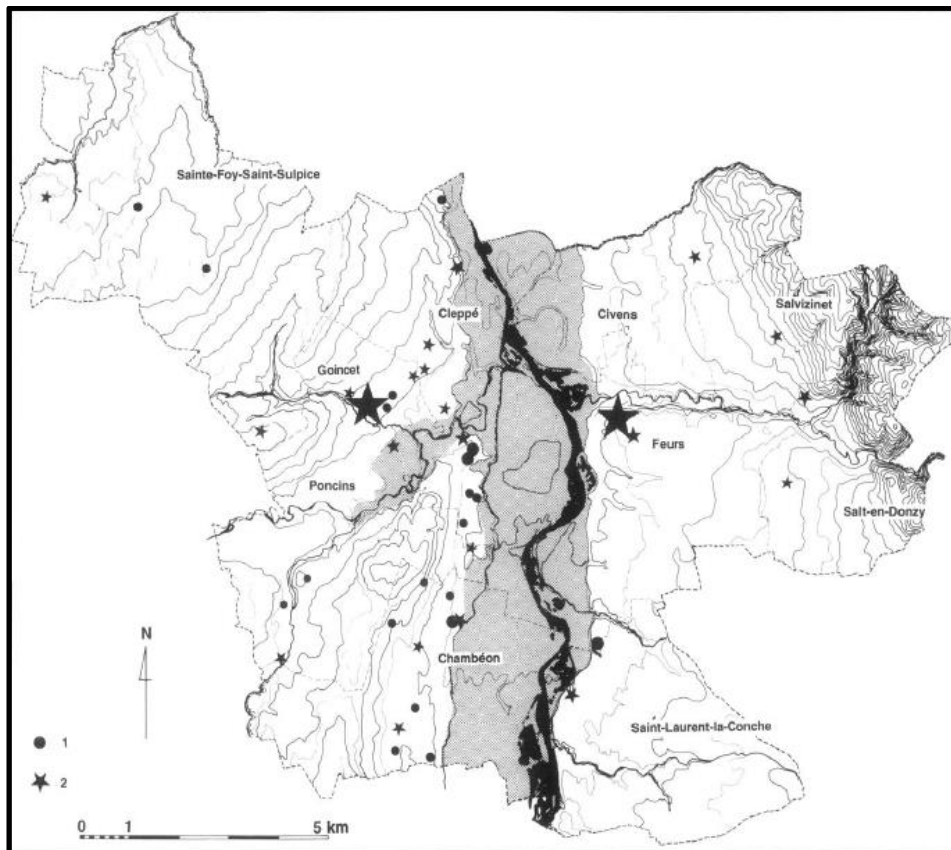 Sainte-Foy-Saint-Sulpice
Cleppé
Civens
Salvizinet
Goincet
Feurs
Poncins
Salt-en-Donzy
N
Chambéon
Saint-Laurent-la-Conche
1
2
0 1 5 km